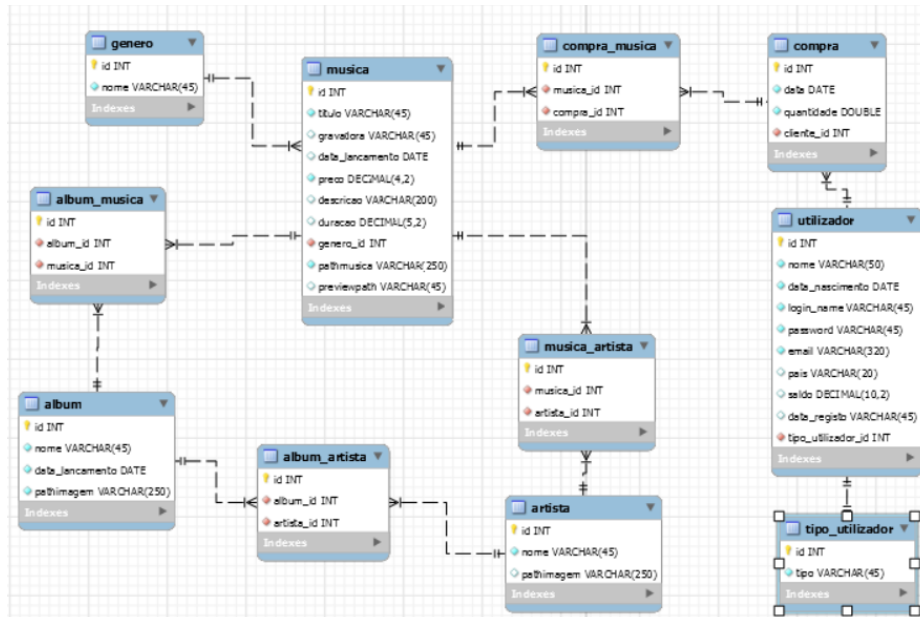 genero
id INT
nome VARCHAR(45)
Indexes
musica
id INT
titulo VARCHAR(45)
gravadora VARCHAR(45)
data_lancamento DATE
preco DECIMAL(4,2)
descricao VARCHAR(200)
duracao DECIMAL(5,2)
genero_id INT
pathmusica VARCHAR(250)
previewpath VARCHAR(45)
Indexes
compra_musica
id INT
musica_id INT
compra_id INT
Indexes
compra
id INT
data DATE
quantidade DOUBLE
cliente_id INT
Indexes
album_musica
id INT
album_id INT
musica_id INT
Indexes
utilizador
id INT
nome VARCHAR(50)
data_nascimento DATE
login_name VARCHAR(45)
password VARCHAR(45)
email VARCHAR(320)
pais VARCHAR(20)
saldo DECIMAL(10,2)
data_registo VARCHAR(45)
tipo_utilizador_id INT
Indexes
musica_artista
id INT
musica_id INT
artista_id INT
Indexes
album
id INT
nome VARCHAR(45)
data_lancamento DATE
pathimagem VARCHAR(250)
Indexes
album_artista
id INT
album_id INT
artista_id INT
Indexes
artista
id INT
nome VARCHAR(45)
pathimagem VARCHAR(250)
Indexes
tipo_utilizador
id INT
tipo VARCHAR(45)
Indexes